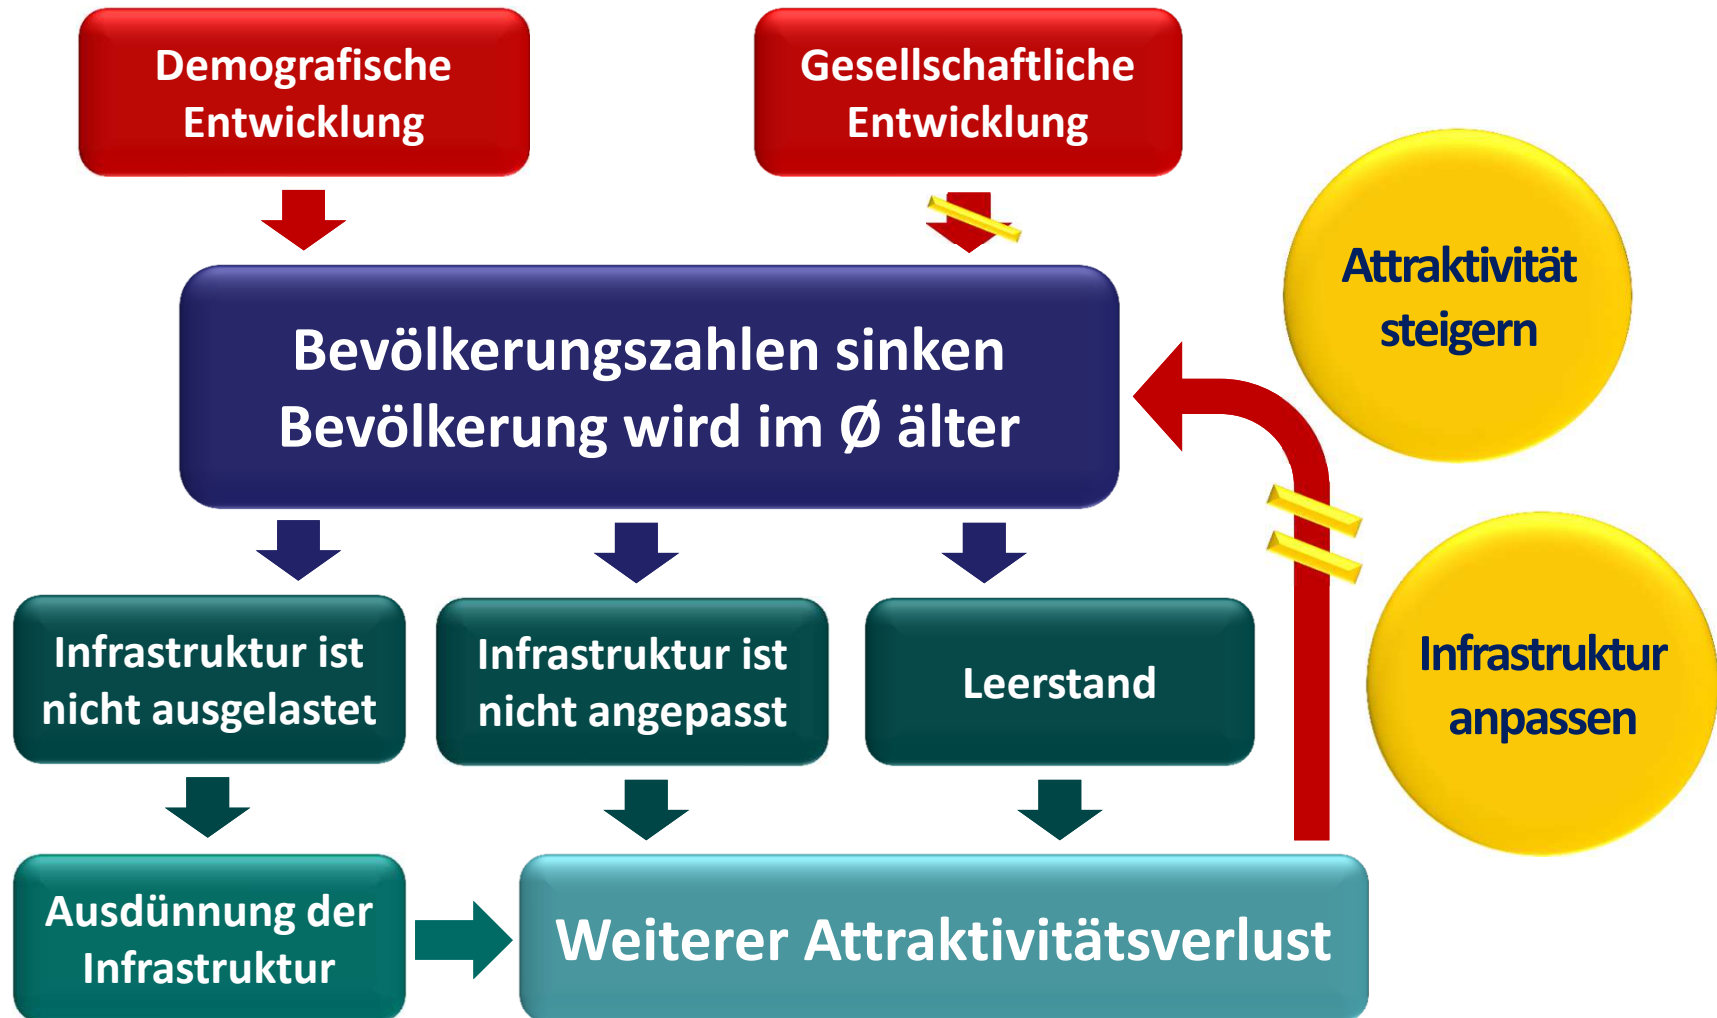 Demografische
Entwicklung
Gesellschaftliche
Entwicklung
Attraktivität
steigern
Bevölkerungszahlen sinken
Bevölkerung wird im Ø älter
Infrastruktur ist
nicht ausgelastet
Infrastruktur ist
nicht angepasst
Leerstand
Infrastruktur
anpassen
Ausdünnung der
Infrastruktur
Weiterer Attraktivitätsverlust